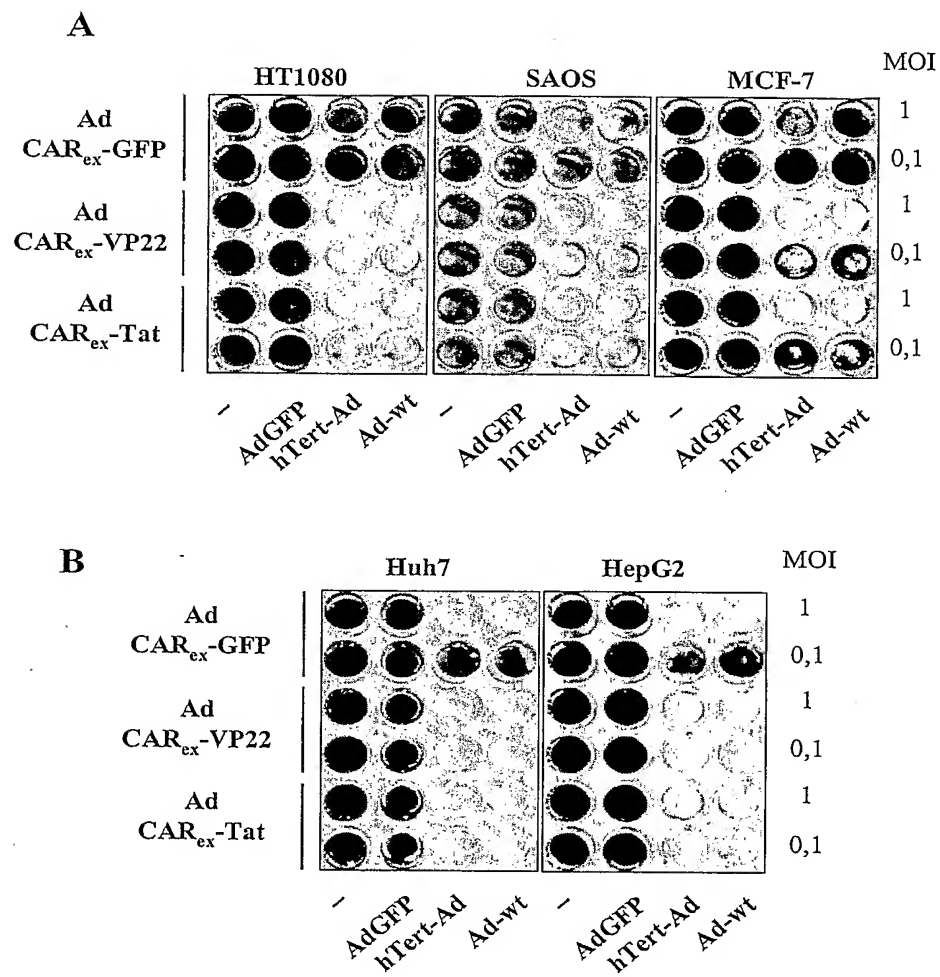 A
HT1080 SAOS MCF-7 MOI
Ad
CARex-GFP
1
0,1
Ad
CARex-VP22
1
0,1
Ad
CARex-Tat
1
0,1
– AdGFP hTert-Ad Ad-wt – AdGFP hTert-Ad Ad-wt – AdGFP hTert-Ad Ad-wt
B
Huh7 HepG2 MOI
Ad
CARex-GFP
1
0,1
Ad
CARex-VP22
1
0,1
Ad
CARex-Tat
1
0,1
– AdGFP hTert-Ad Ad-wt – AdGFP hTert-Ad Ad-wt